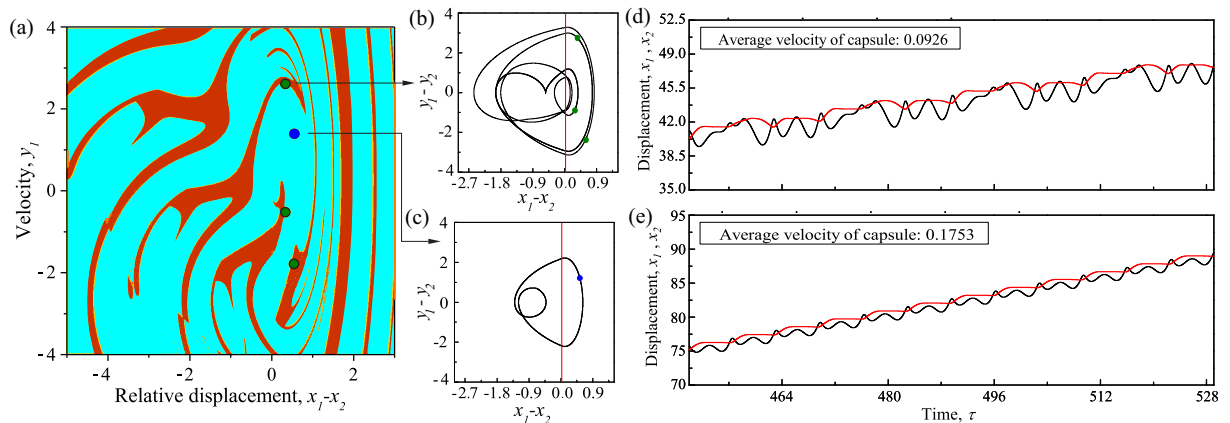 (a)
4
2
0
-2
-4
Velocity, y1
-4
-2
0
2
Relative displacement, x1-x2
(b)
4
2
0
-2
-4
y1 - y2
-2.7 -1.8 -0.9 0.0 0.9
x1-x2
(c)
4
2
0
-2
-4
y1 - y2
-2.7 -1.8 -0.9 0.0 0.9
x1-x2
(d)
52.5
49.0
45.5
42.0
38.5
35.0
Displacement, x1 , x2
Average velocity of capsule: 0.0926
(e)
95
90
85
80
75
70
Displacement, x1 , x2
Average velocity of capsule: 0.1753
464 480 496 512 528
Time, τ